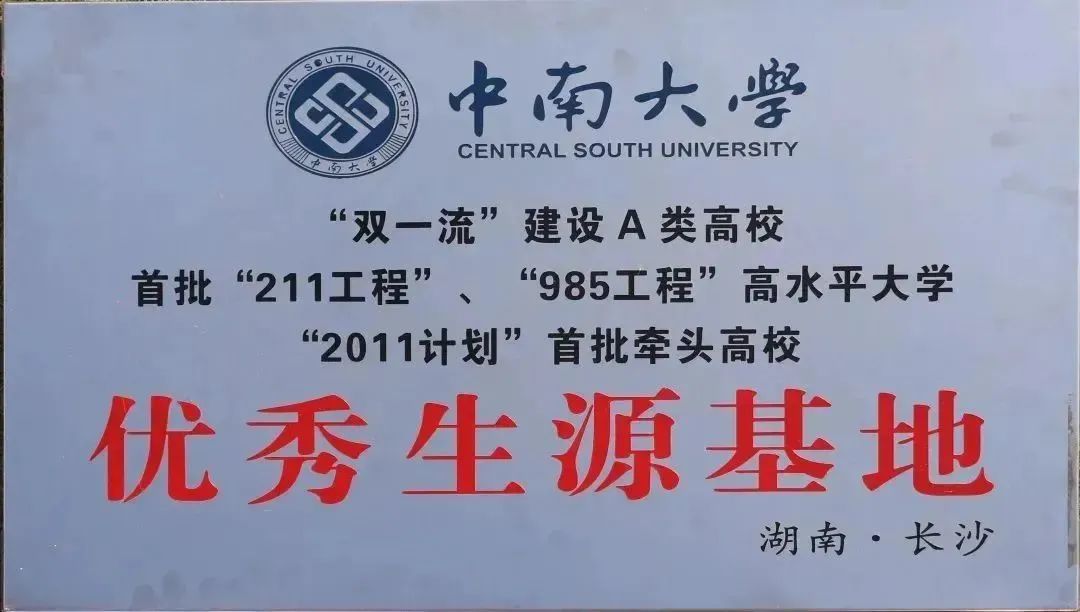 CENTRAL SOUTH UNIVERSITY
中南大學
中南大學
CENTRAL SOUTH UNIVERSITY
“双一流”建设 A 类高校
首批“211工程”、“985工程”高水平大学
“2011计划”首批牵头高校
优秀生源基地
湖南·长沙